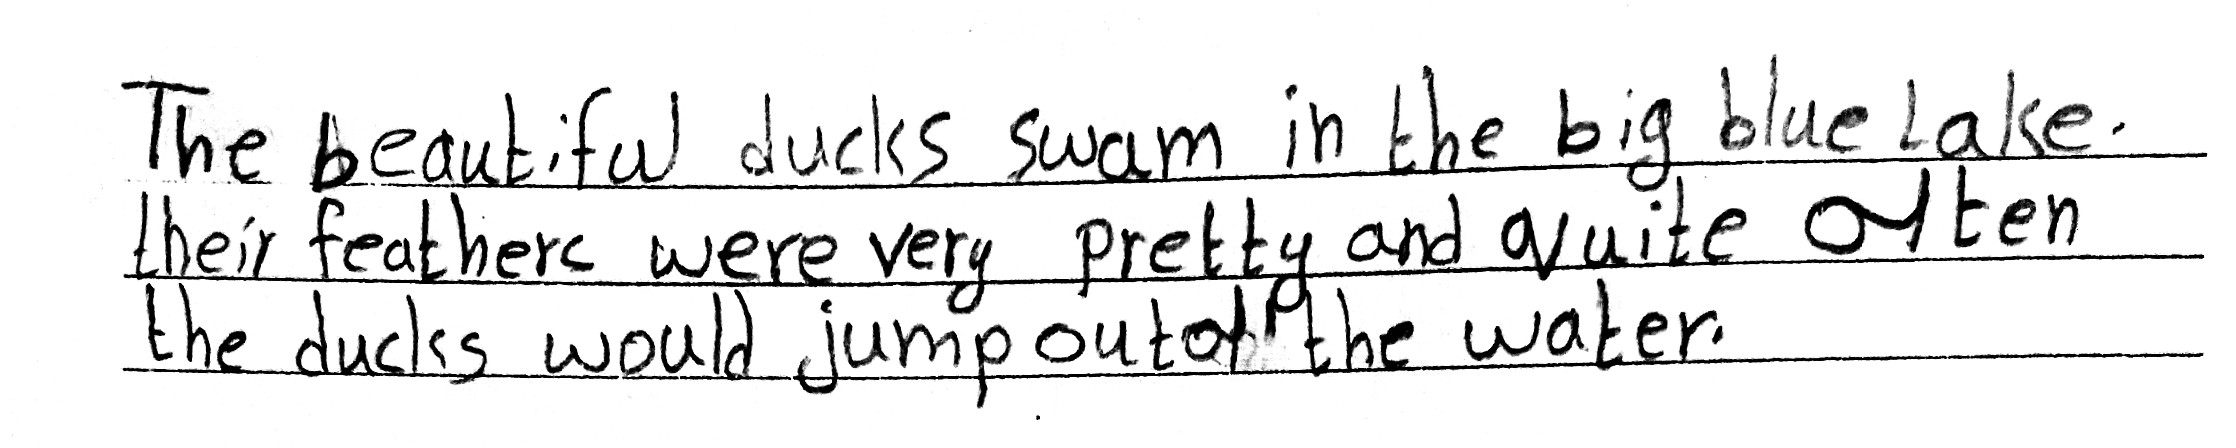 The beautiful ducks swam in the big blue Lake.
their feathers were very pretty and quite often
the ducks would jump out of the water.